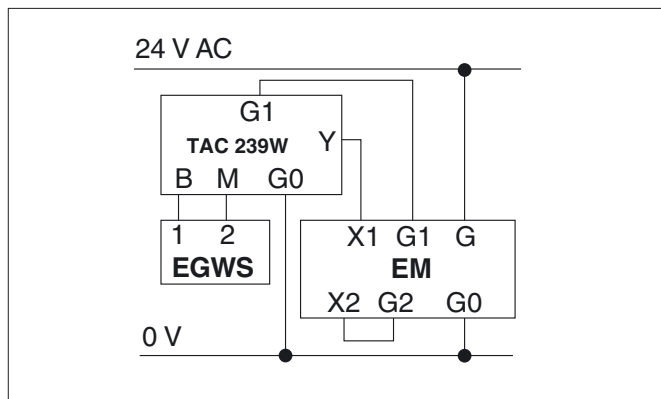 24 V AC
G1
TAC 239W Y
B M G0
1 2
EGWS
X1 G1 G
EM
X2 G2 G0
0 V